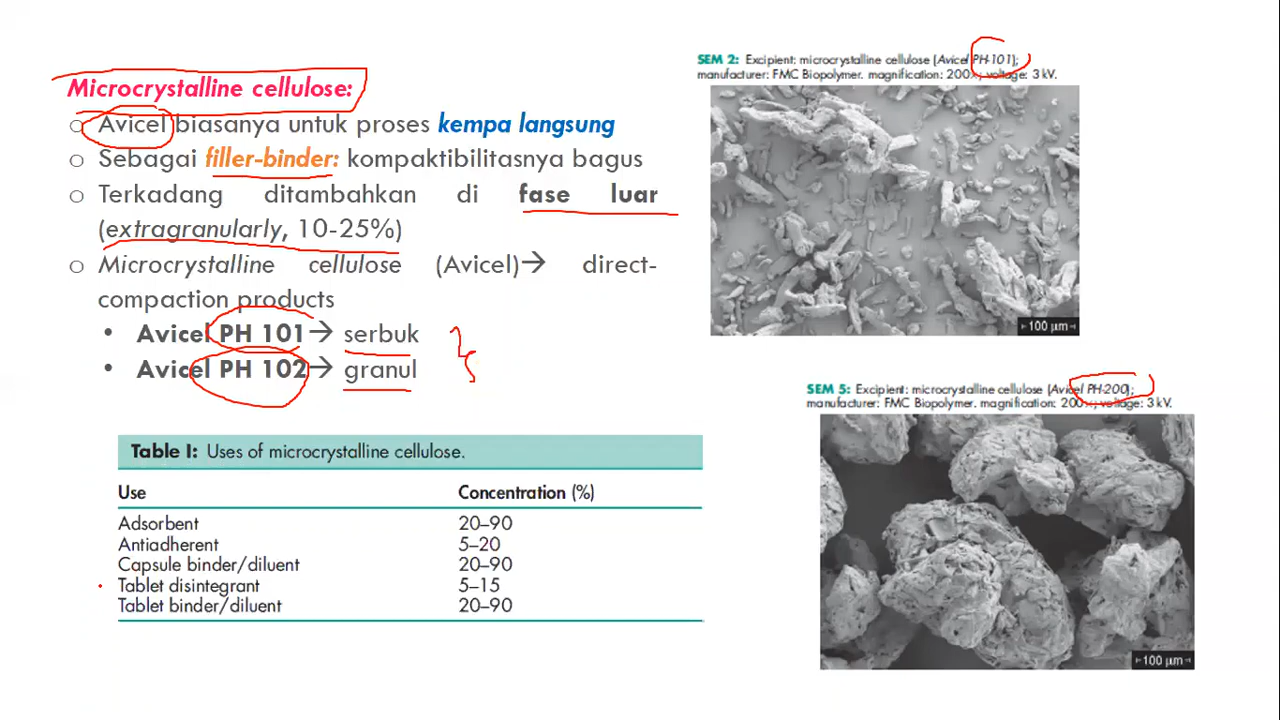 Microcrystalline cellulose:
o Avicel biasanya untuk proses kempa langsung
o Sebagai filler-binder: kompaktibilitasnya bagus
o Terkadang ditambahkan di fase luar
(extragranularly, 10-25%)
o Microcrystalline cellulose (Avicel)→ direct-
compaction products
• Avicel PH 101→ serbuk
• Avicel PH 102→ granul
Table I: Uses of microcrystalline cellulose.
Use Concentration (%)
Adsorbent 20–90
Antiadherent 5–20
Capsule binder/diluent 20–90
Tablet disintegrant 5–15
Tablet binder/diluent 20–90
SEM 2: Excipient: microcrystalline cellulose (Avicel PH-101);
manufacturer: FMC Biopolymer. magnification: 200×; voltage: 3 kV.
100 µm
SEM 5: Excipient: microcrystalline cellulose (Avicel PH-200);
manufacturer: FMC Biopolymer. magnification: 200×; voltage: 3 kV.
100 µm